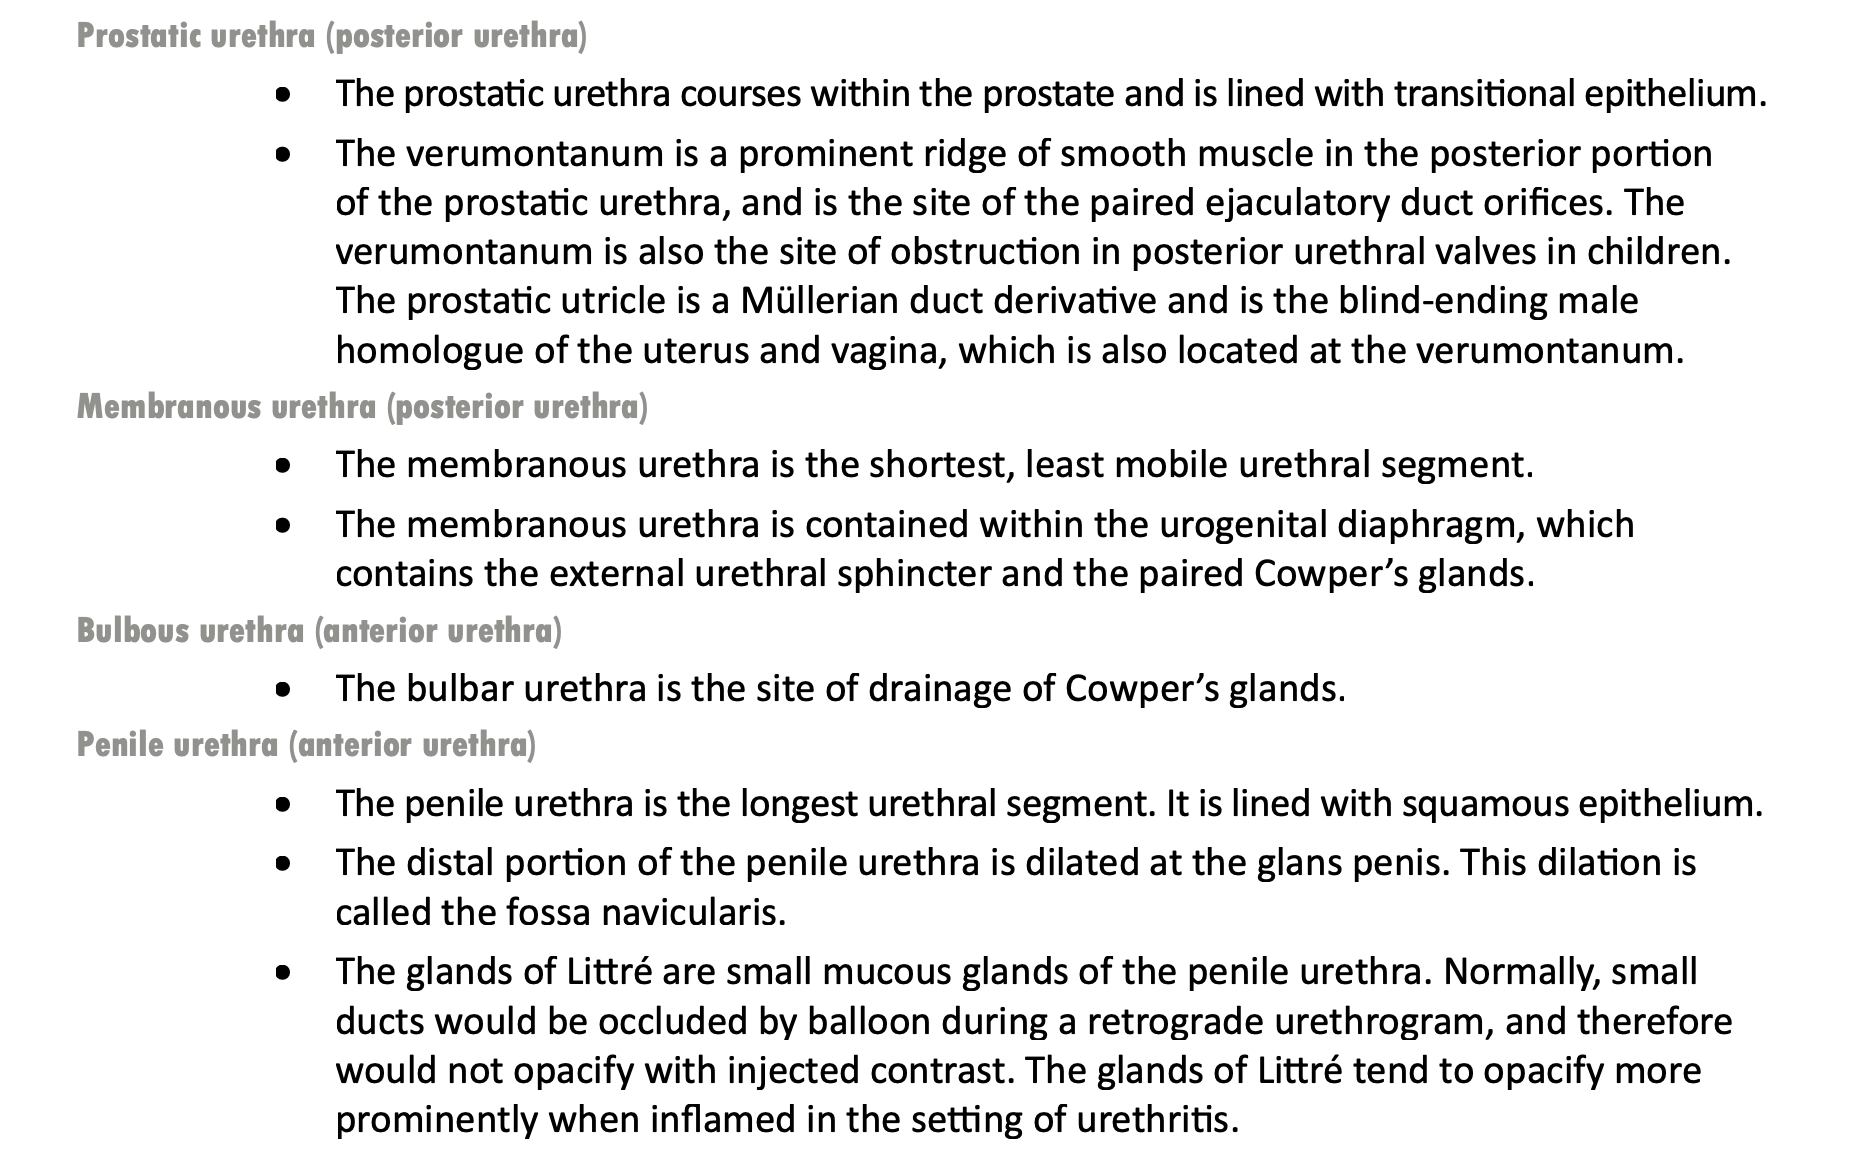 Prostatic urethra (posterior urethra)
• The prostatic urethra courses within the prostate and is lined with transitional epithelium.
• The verumontanum is a prominent ridge of smooth muscle in the posterior portion
of the prostatic urethra, and is the site of the paired ejaculatory duct orifices. The
verumontanum is also the site of obstruction in posterior urethral valves in children.
The prostatic utricle is a Müllerian duct derivative and is the blind-ending male
homologue of the uterus and vagina, which is also located at the verumontanum.
Membranous urethra (posterior urethra)
• The membranous urethra is the shortest, least mobile urethral segment.
• The membranous urethra is contained within the urogenital diaphragm, which
contains the external urethral sphincter and the paired Cowper’s glands.
Bulbous urethra (anterior urethra)
• The bulbar urethra is the site of drainage of Cowper’s glands.
Penile urethra (anterior urethra)
• The penile urethra is the longest urethral segment. It is lined with squamous epithelium.
• The distal portion of the penile urethra is dilated at the glans penis. This dilation is
called the fossa navicularis.
• The glands of Littré are small mucous glands of the penile urethra. Normally, small
ducts would be occluded by balloon during a retrograde urethrogram, and therefore
would not opacify with injected contrast. The glands of Littré tend to opacify more
prominently when inflamed in the setting of urethritis.